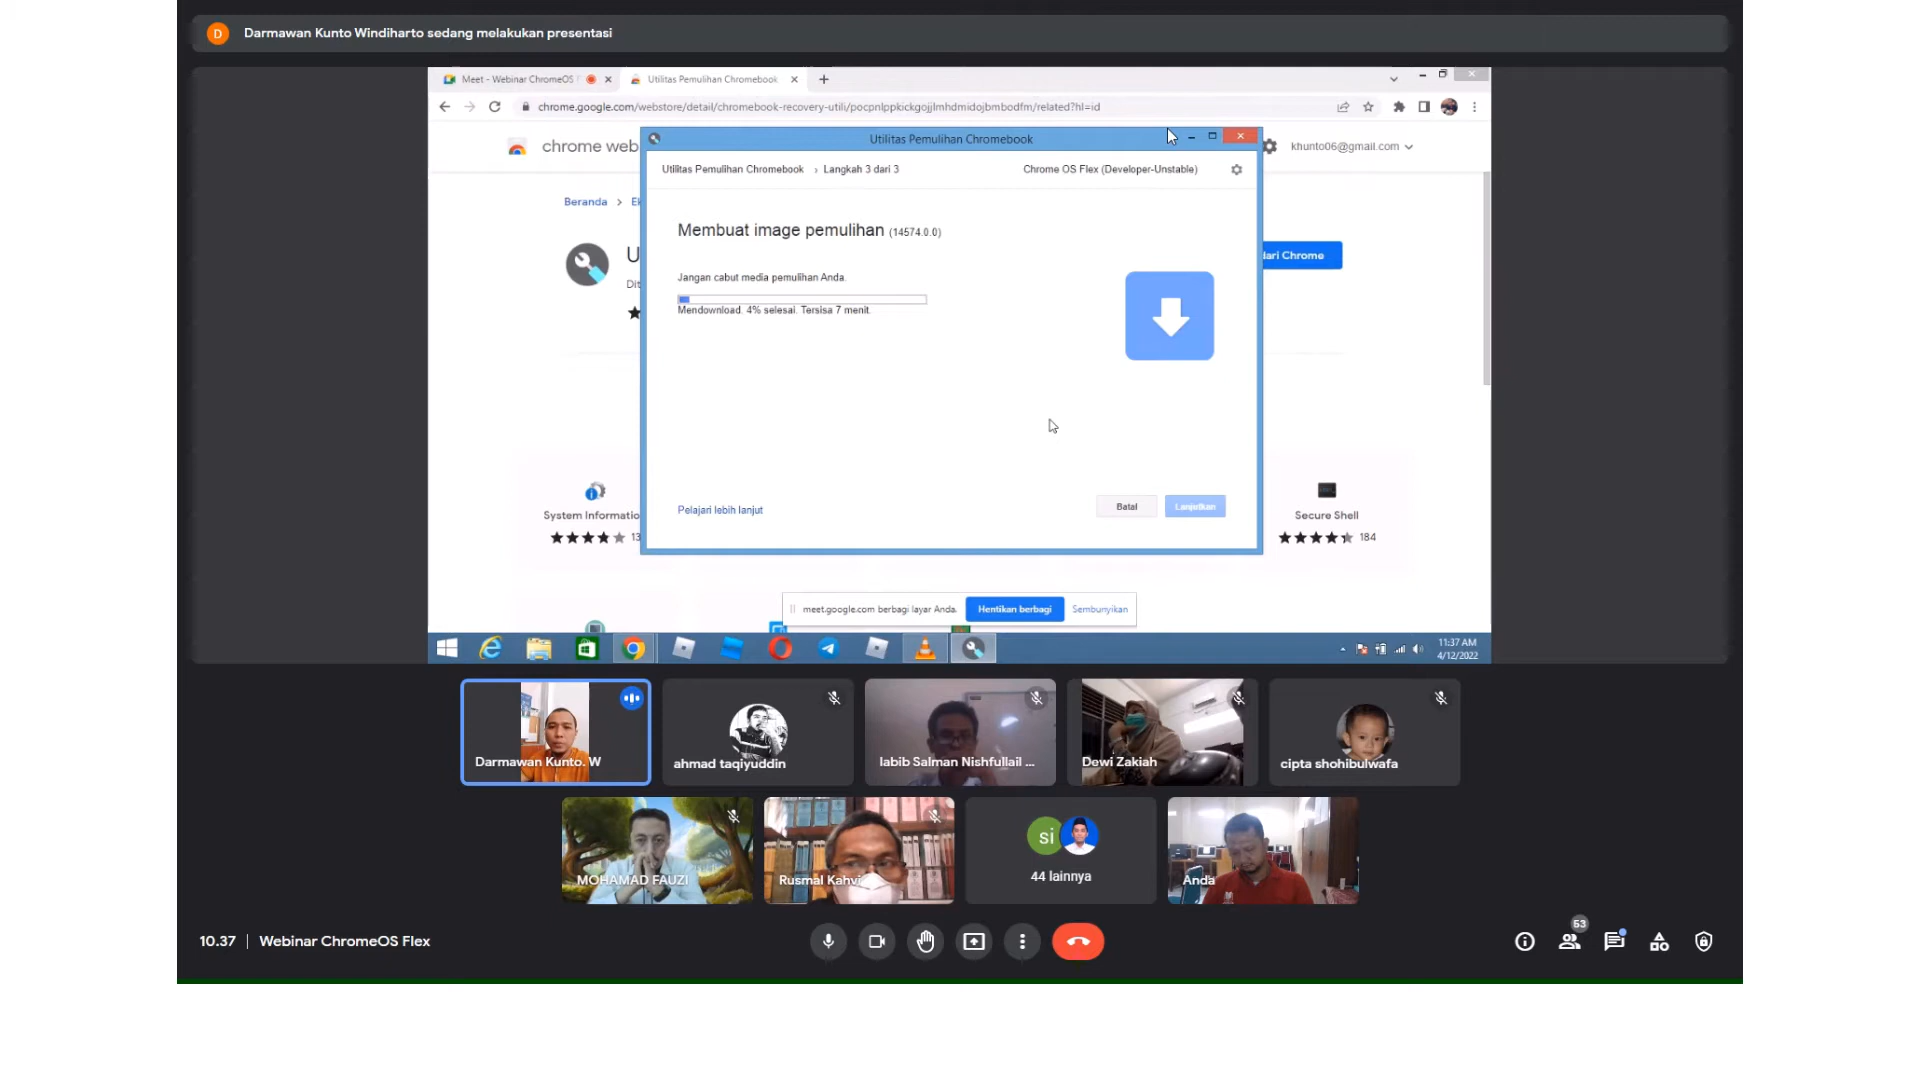 D Darmawan Kunto Windiharto sedang melakukan presentasi
Meet - Webinar ChromeOS
Utilitas Pemulihan Chromebook
chrome.google.com/webstore/detail/chromebook-recovery-utili/pocpnlppkickgojjlmhdmidojbmbodfm/related?hl=id
chrome web
khunto06@gmail.com
Utilitas Pemulihan Chromebook
Utilitas Pemulihan Chromebook › Langkah 3 dari 3
Chrome OS Flex (Developer-Unstable)
Beranda
U
dari Chrome
Membuat image pemulihan (14574.0.0)
Jangan cabut media pemulihan Anda.
Mendownload. 4% selesai. Tersisa 7 menit.
System Informatio
13
Pelajari lebih lanjut
Batal
Lanjutkan
Secure Shell
184
meet.google.com berbagi layar Anda.
Hentikan berbagi
Sembunyikan
11:37 AM
4/12/2022
Darmawan Kunto. W
ahmad taqiyuddin
labib Salman Nishfullail ...
Dewi Zakiah
cipta shohibulwafa
MOHAMAD FAUZI
Rusmal Kahvi
si
44 lainnya
Anda
10.37 | Webinar ChromeOS Flex
53